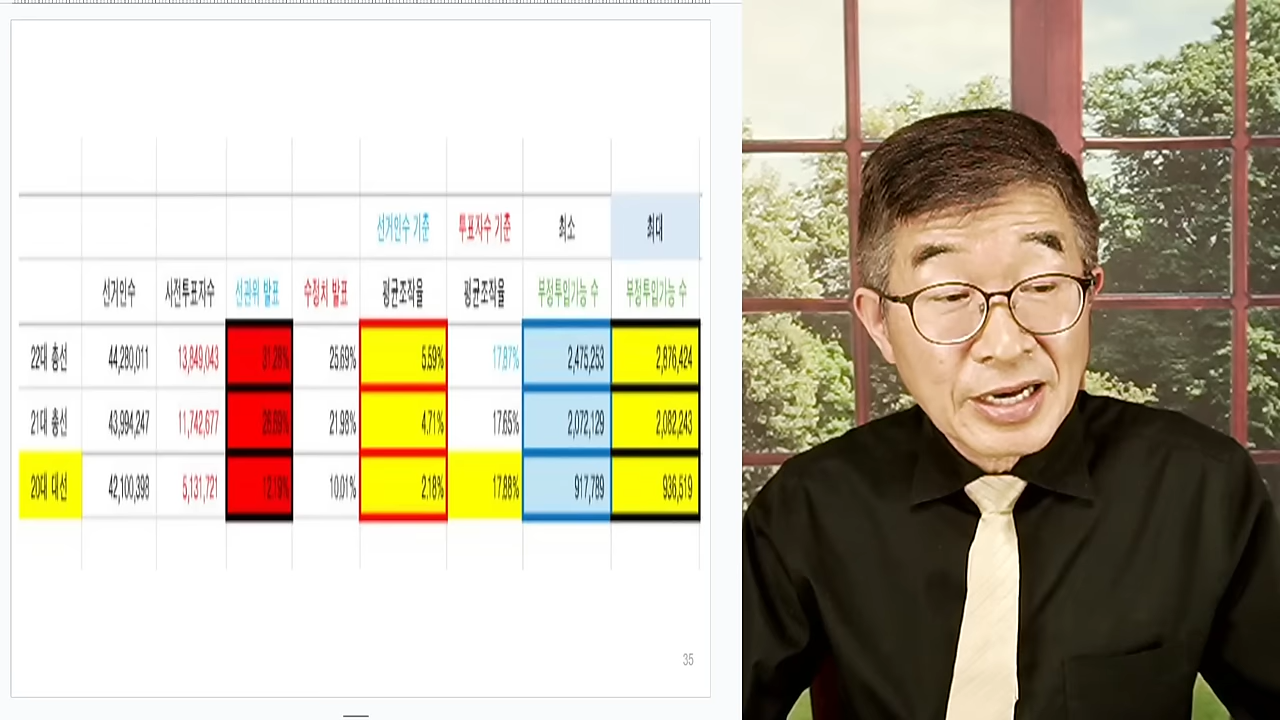 선거인수 기준 투표자수 기준 최소 최대
선거인수 사전투표자수 선관위 발표 수정치 발표 평균조작율 평균조작율 부정투입가능 수 부정투입가능 수
22대 총선 44,280,011 13,849,043 31.28% 25.69% 5.59% 17.87% 2,475,253 2,876,424
21대 총선 43,994,247 11,742,677 26.69% 21.98% 4.71% 17.65% 2,072,129 2,082,243
20대 대선 42,100,398 5,131,721 12.19% 10.01% 2.18% 17.88% 917,789 936,519
35